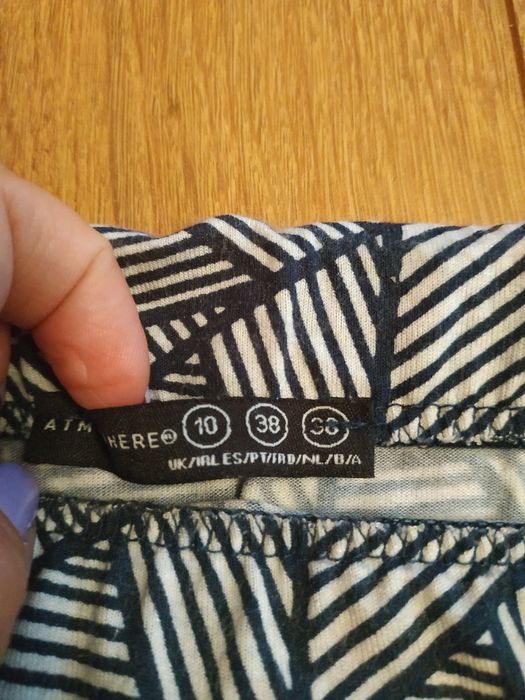 ATM HERE® 10 38 36
UK/IRL ES/PT/FR D/NL/B/A